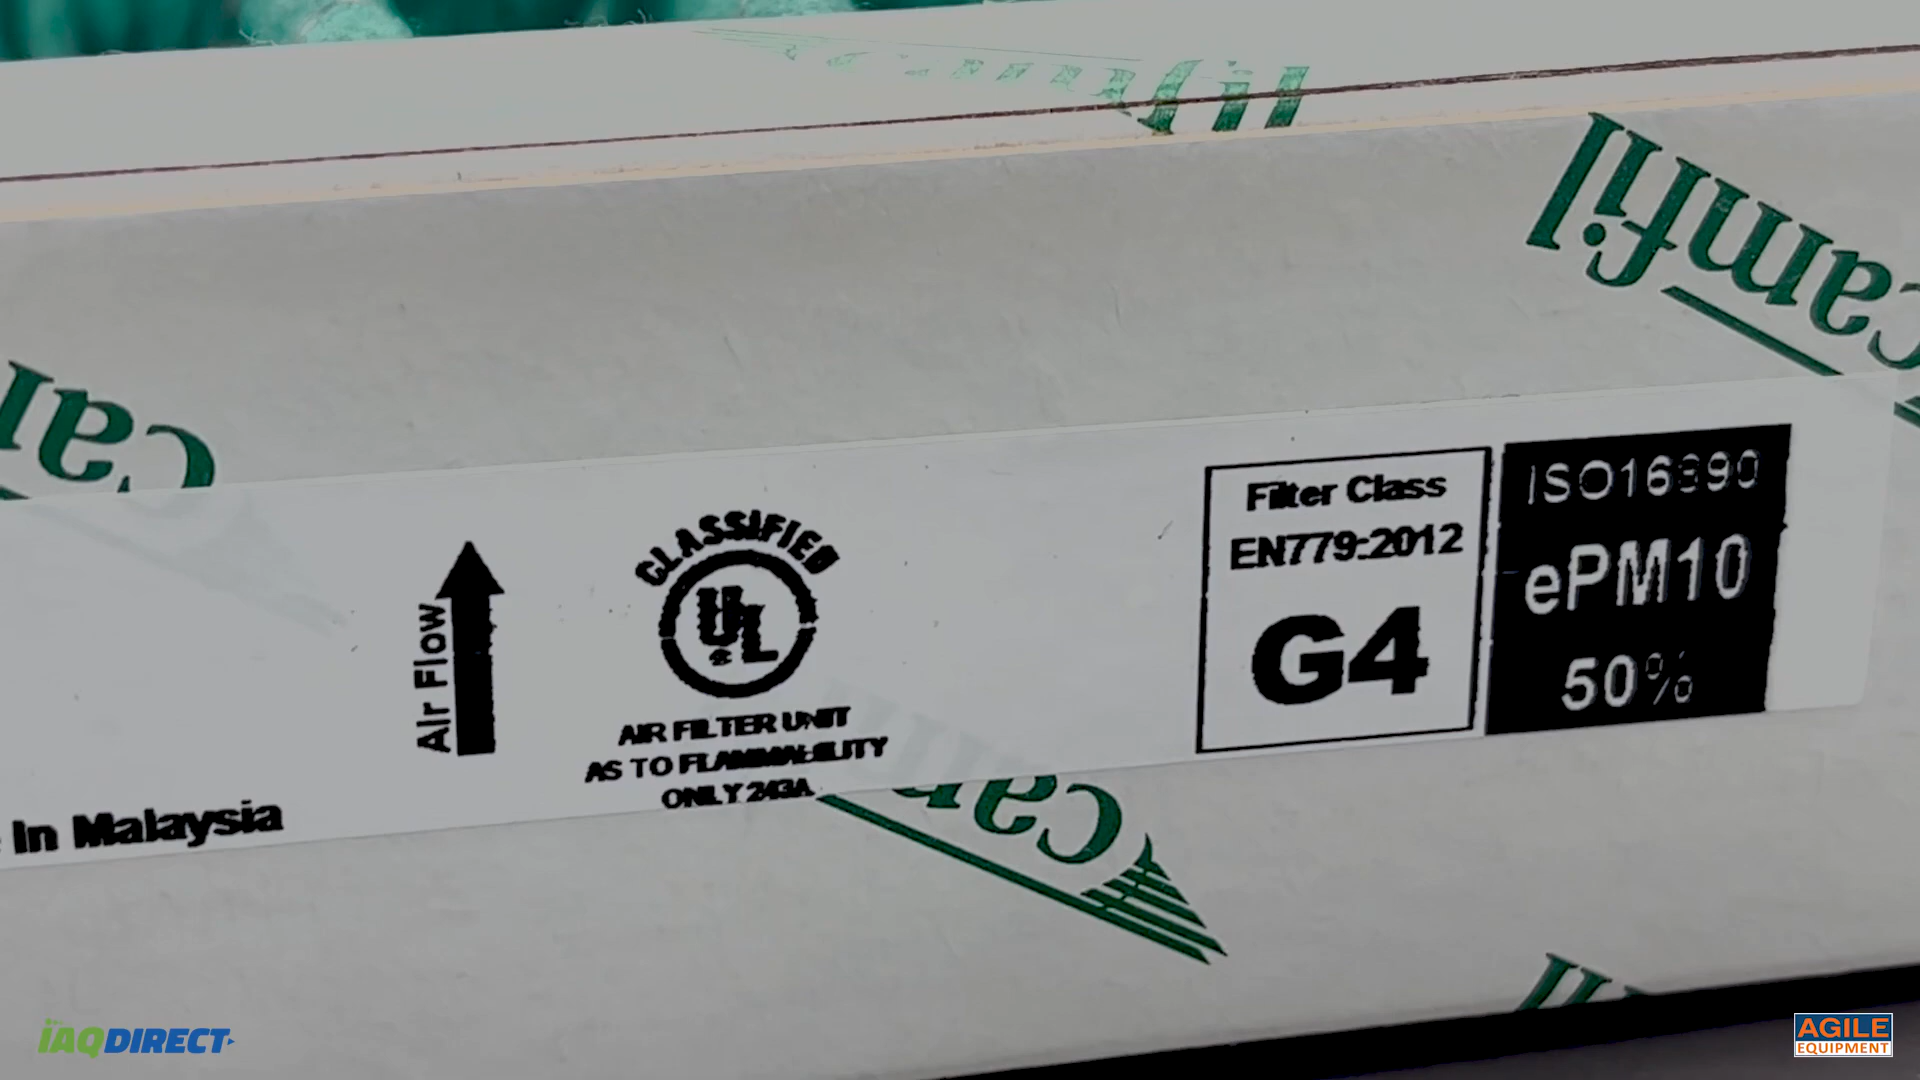 camfil
Air Flow
CLASSIFIED
UL
AIR FILTER UNIT
AS TO FLAMMABILITY
ONLY 243A
In Malaysia
Filter Class
EN779:2012
G4
ISO16890
ePM10
50%
cam
IAQDIRECT
AGILE
EQUIPMENT